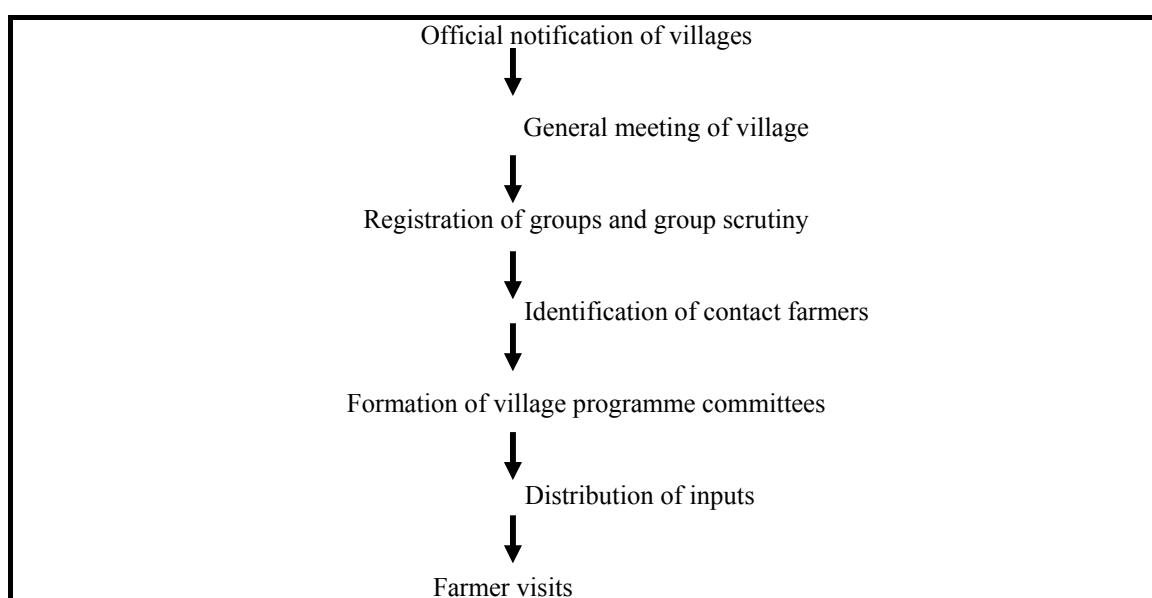 Official notification of villages
General meeting of village
Registration of groups and group scrutiny
Identification of contact farmers
Formation of village programme committees
Distribution of inputs
Farmer visits